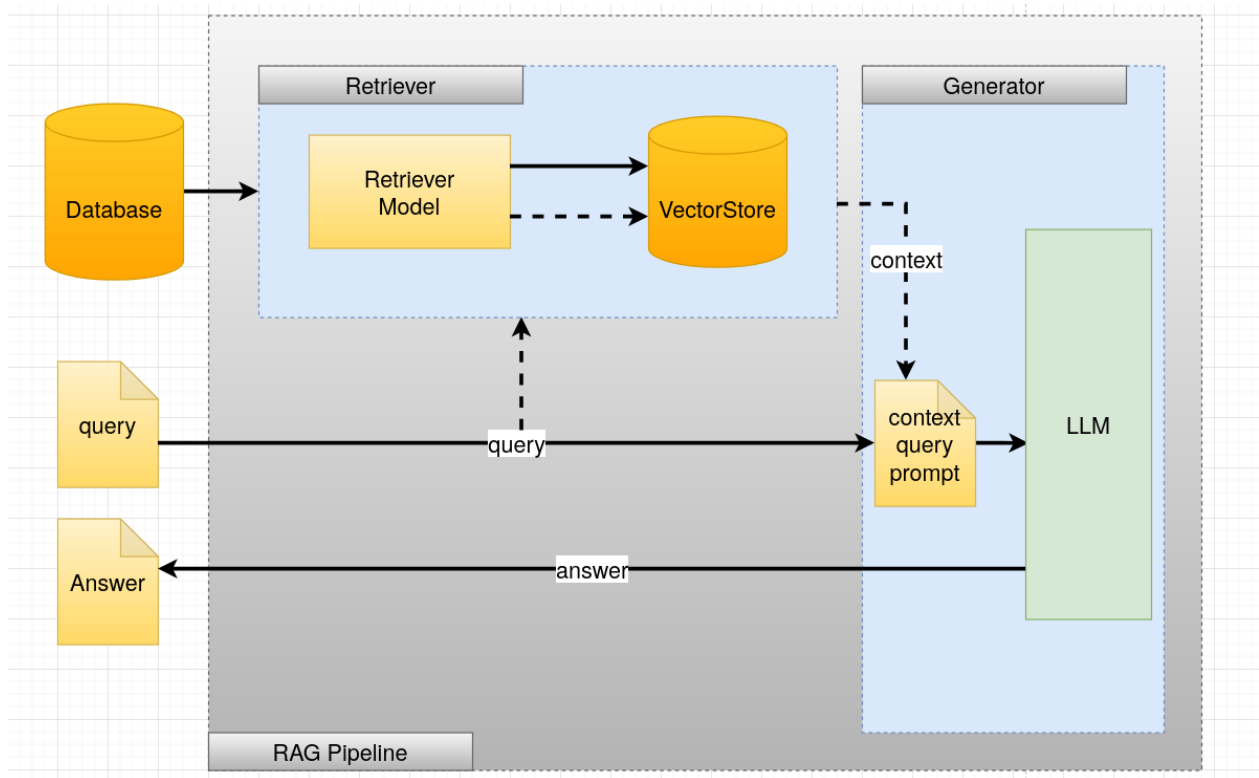 Retriever
Generator
Database
Retriever
Model
VectorStore
context
query
query
context
query
prompt
LLM
Answer
answer
RAG Pipeline